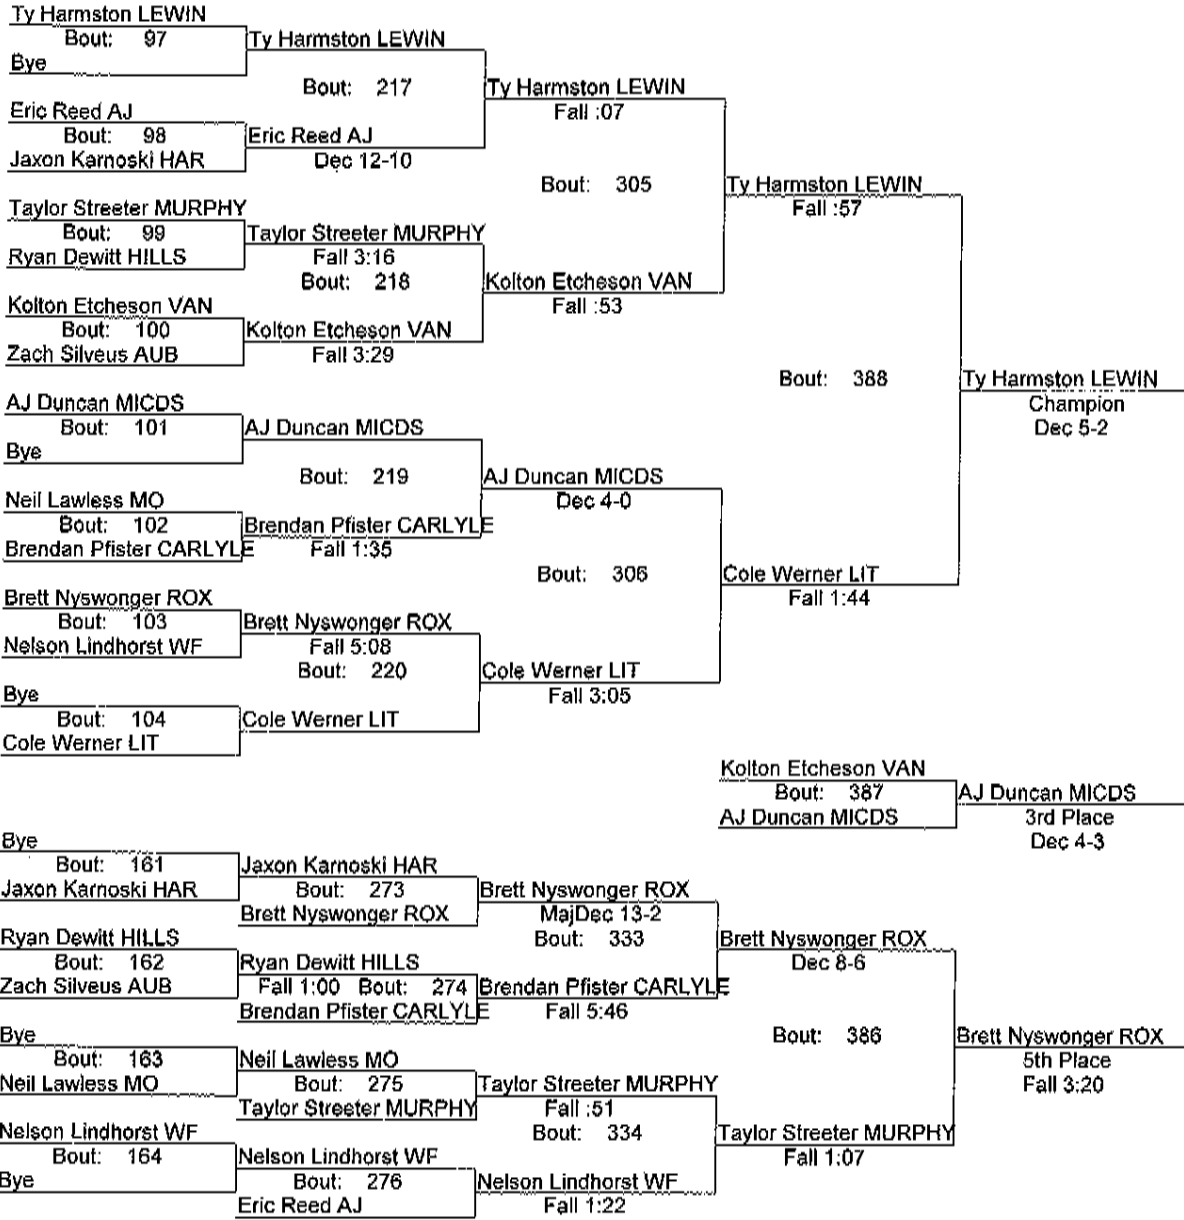 Ty Harmston LEWIN
Bout: 97
Bye
Ty Harmston LEWIN
Bout: 217
Eric Reed AJ
Bout: 98
Jaxon Karnoski HAR
Eric Reed AJ
Dec 12-10
Ty Harmston LEWIN
Fall :07
Bout: 305
Taylor Streeter MURPHY
Bout: 99
Ryan Dewitt HILLS
Taylor Streeter MURPHY
Fall 3:16
Bout: 218
Kolton Etcheson VAN
Bout: 100
Zach Silveus AUB
Kolton Etcheson VAN
Fall 3:29
Kolton Etcheson VAN
Fall :53
Ty Harmston LEWIN
Fall :57
Bout: 388
Ty Harmston LEWIN
Champion
Dec 5-2
AJ Duncan MICDS
Bout: 101
Bye
AJ Duncan MICDS
Bout: 219
Neil Lawless MO
Bout: 102
Brendan Pfister CARLYLE
Brendan Pfister CARLYLE
Fall 1:35
AJ Duncan MICDS
Dec 4-0
Bout: 306
Brett Nyswonger ROX
Bout: 103
Nelson Lindhorst WF
Brett Nyswonger ROX
Fall 5:08
Bout: 220
Bye
Bout: 104
Cole Werner LIT
Cole Werner LIT
Cole Werner LIT
Fall 3:05
Cole Werner LIT
Fall 1:44
Kolton Etcheson VAN
Bout: 387
AJ Duncan MICDS
AJ Duncan MICDS
3rd Place
Dec 4-3
Bye
Bout: 161
Jaxon Karnoski HAR
Jaxon Karnoski HAR
Bout: 273
Brett Nyswonger ROX
Brett Nyswonger ROX
MajDec 13-2
Bout: 333
Ryan Dewitt HILLS
Bout: 162
Zach Silveus AUB
Ryan Dewitt HILLS
Fall 1:00 Bout: 274
Brendan Pfister CARLYLE
Brendan Pfister CARLYLE
Fall 5:46
Brett Nyswonger ROX
Dec 8-6
Bout: 386
Brett Nyswonger ROX
5th Place
Fall 3:20
Bye
Bout: 163
Neil Lawless MO
Neil Lawless MO
Bout: 275
Taylor Streeter MURPHY
Taylor Streeter MURPHY
Fall :51
Bout: 334
Nelson Lindhorst WF
Bout: 164
Bye
Nelson Lindhorst WF
Bout: 276
Eric Reed AJ
Nelson Lindhorst WF
Fall 1:22
Taylor Streeter MURPHY
Fall 1:07